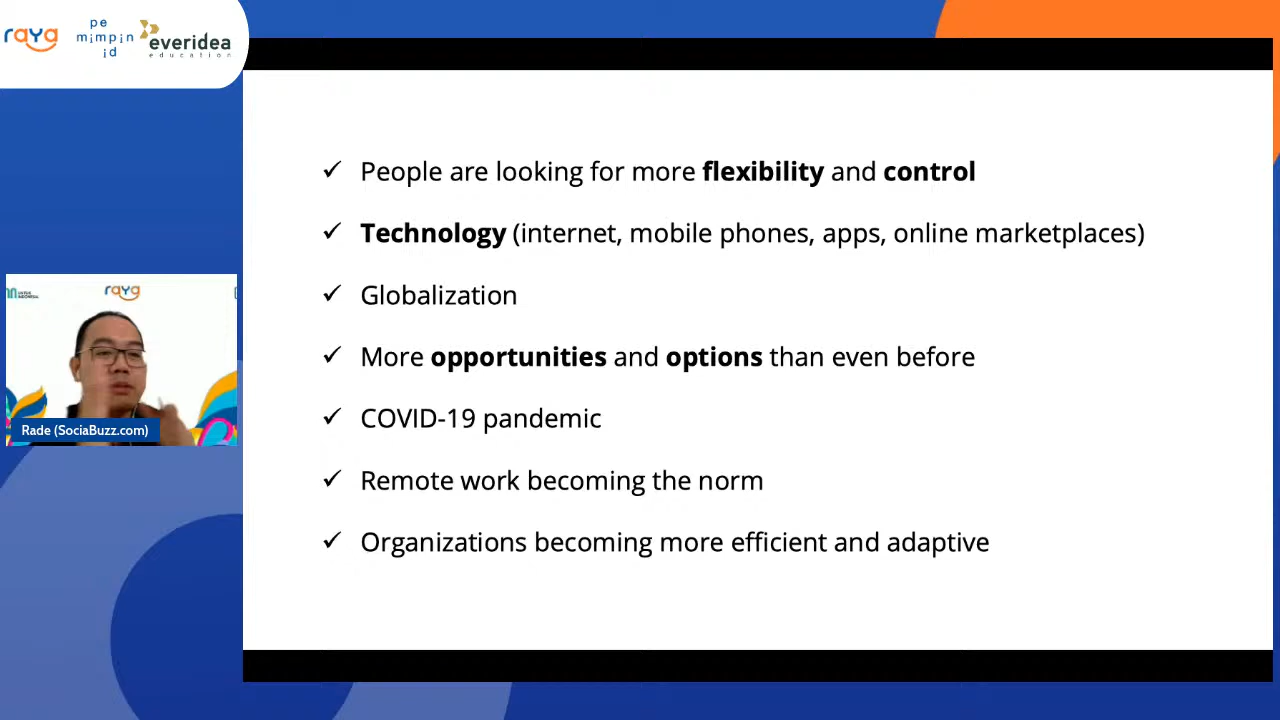 raya
pe
mimpin
id
everidea
education
People are looking for more flexibility and control
Technology (internet, mobile phones, apps, online marketplaces)
Globalization
More opportunities and options than even before
COVID-19 pandemic
Remote work becoming the norm
Organizations becoming more efficient and adaptive
raya
Rade (SociaBuzz.com)